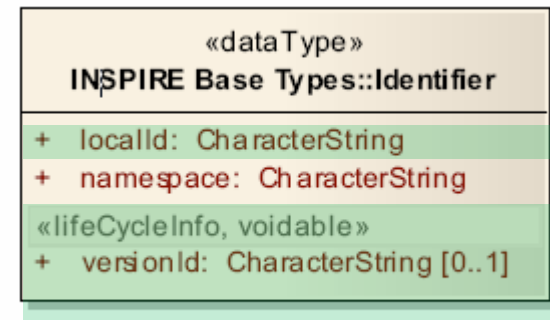 «dataType»
INSPIRE Base Types::Identifier
+ localId: CharacterString
+ namespace: CharacterString
«lifeCycleInfo, voidable»
+ versionId: CharacterString [0..1]